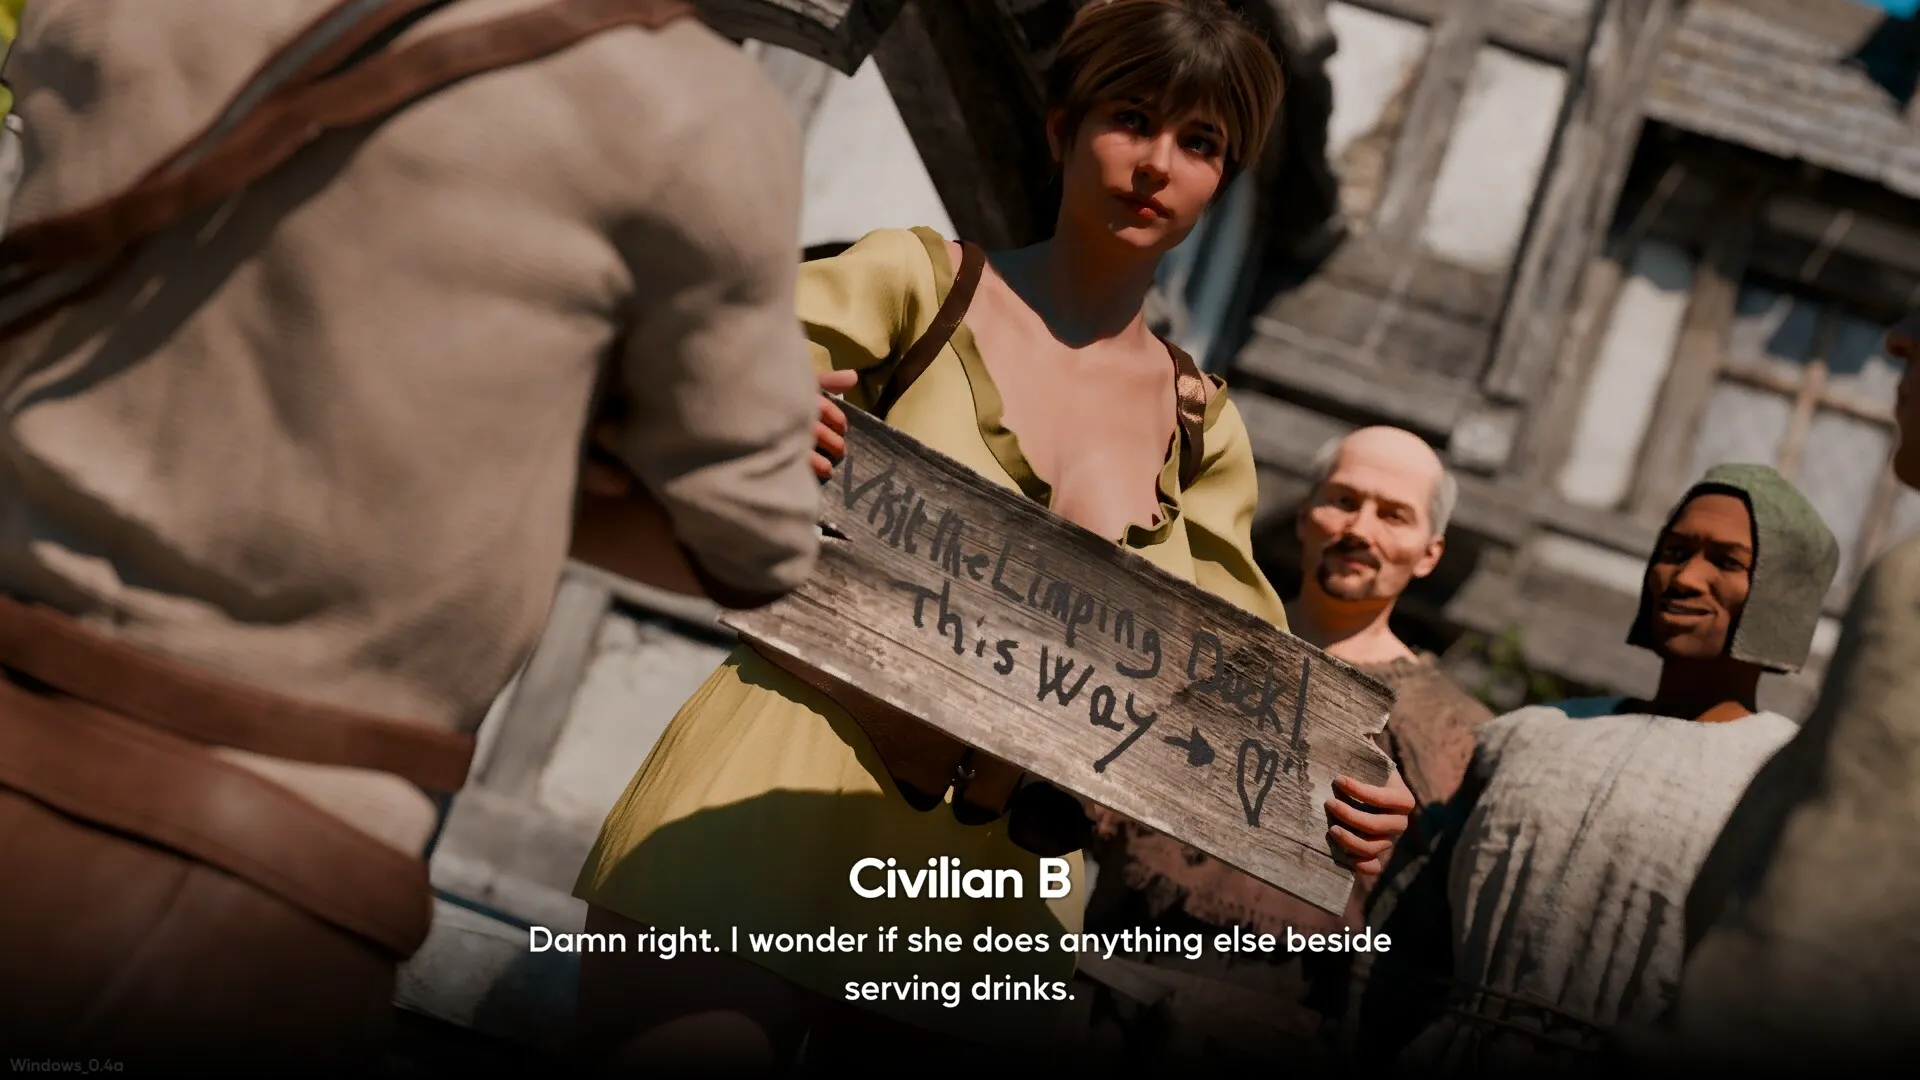 Visit the Limping Duck!
This Way →
Civilian B
Damn right. I wonder if she does anything else beside
serving drinks.
Windows_0.4a